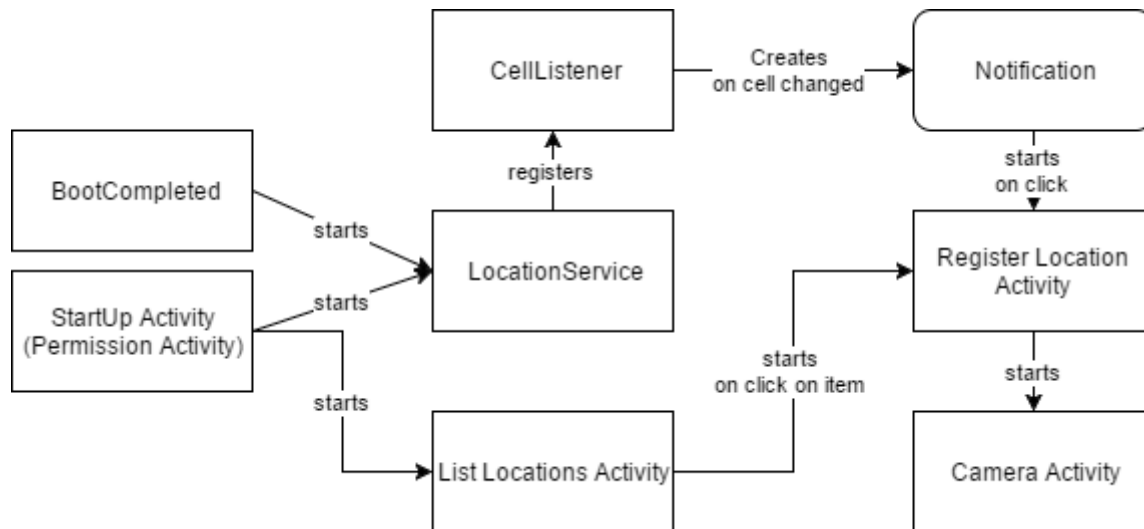 CellListener
Creates
on cell changed
Notification
BootCompleted
registers
starts
on click
starts
LocationService
Register Location
Activity
StartUp Activity
(Permission Activity)
starts
starts
on click on item
starts
starts
List Locations Activity
Camera Activity